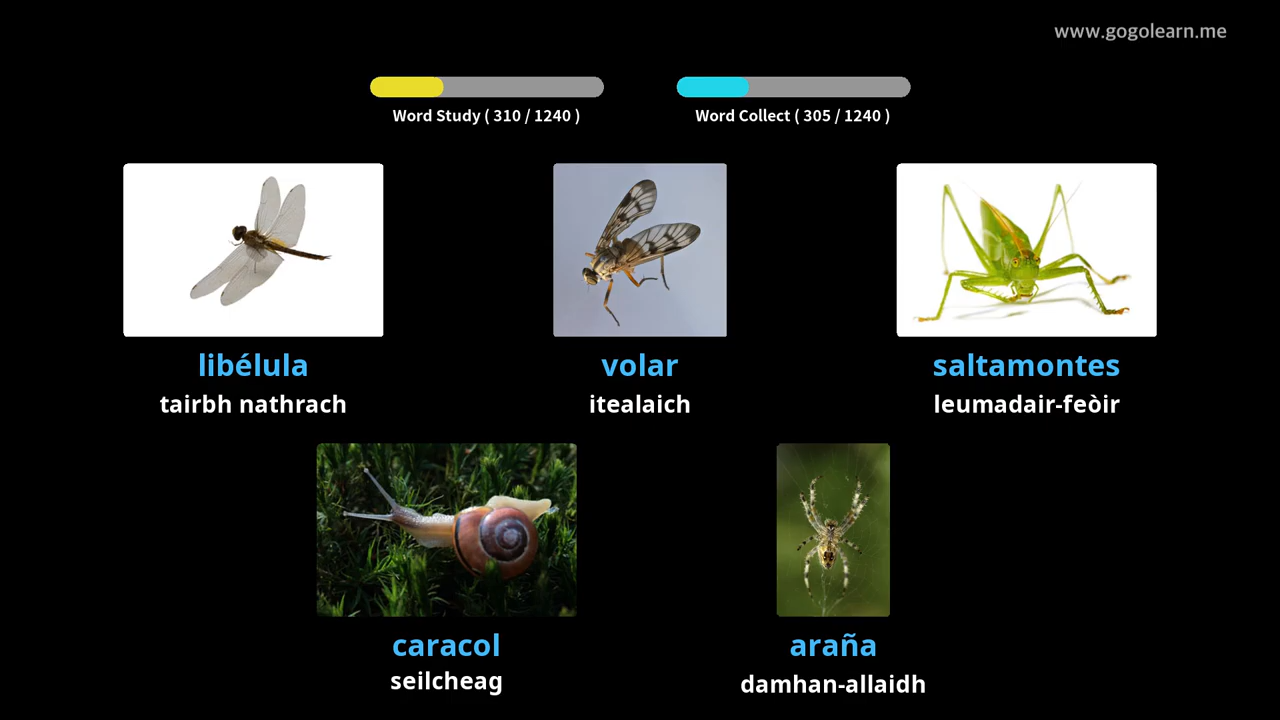 www.gogolearn.me
Word Study ( 310 / 1240 )
Word Collect ( 305 / 1240 )
libélula
tairbh nathrach
volar
itealaich
saltamontes
leumadair-feòir
caracol
seilcheag
araña
damhan-allaidh